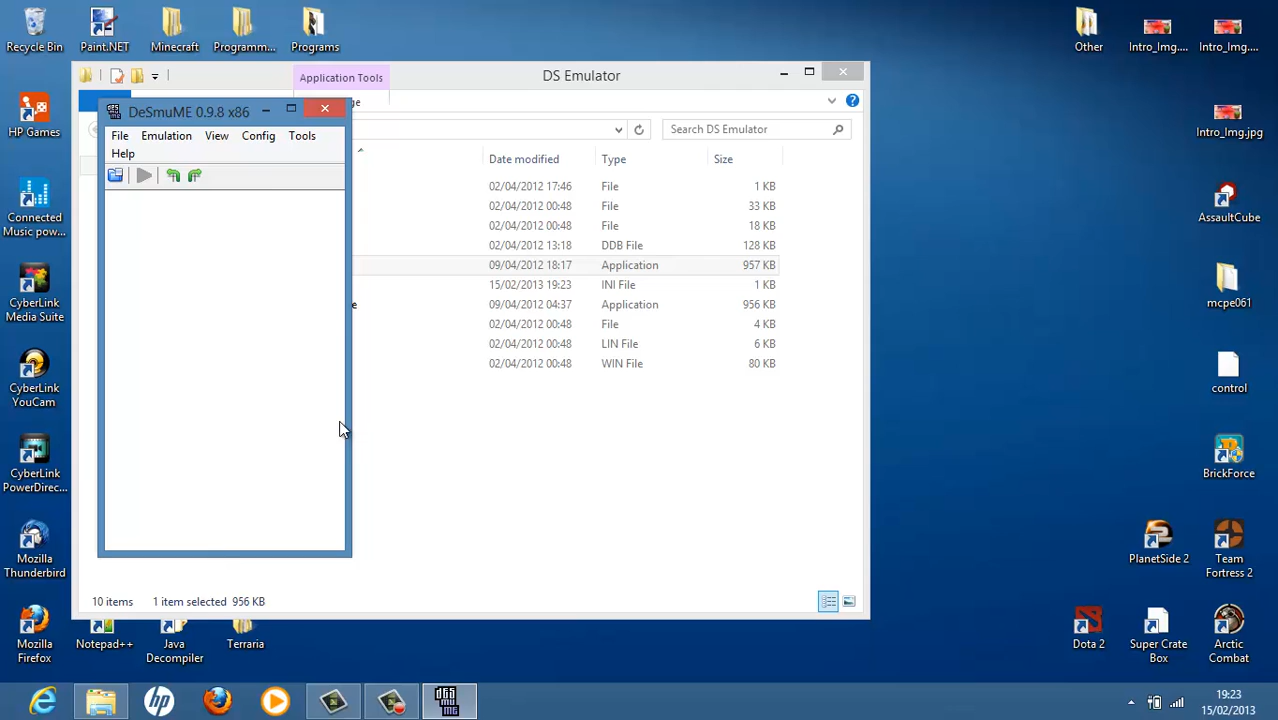 Recycle Bin
Paint.NET
Minecraft
Programm...
Programs
Other
Intro_Img....
Intro_Img....
Application Tools
DS Emulator
DeSmuME 0.9.8 x86
ge
HP Games
File
Emulation
View
Config
Tools
Help
Search DS Emulator
Intro_Img.jpg
Date modified
Type
Size
02/04/2012 17:46
File
1 KB
02/04/2012 00:48
File
33 KB
02/04/2012 00:48
File
18 KB
02/04/2012 13:18
DDB File
128 KB
09/04/2012 18:17
Application
957 KB
15/02/2013 19:23
INI File
1 KB
e
09/04/2012 04:37
Application
956 KB
02/04/2012 00:48
File
4 KB
02/04/2012 00:48
LIN File
6 KB
02/04/2012 00:48
WIN File
80 KB
Connected
Music pow...
AssaultCube
CyberLink
Media Suite
mcpe061
CyberLink
YouCam
control
CyberLink
PowerDirec...
BrickForce
Mozilla
Thunderbird
PlanetSide 2
Team
Fortress 2
10 items
1 item selected 956 KB
Mozilla
Firefox
Notepad++
Java
Decompiler
Terraria
Dota 2
Super Crate
Box
Arctic
Combat
DES
MU
ME
19:23
15/02/2013